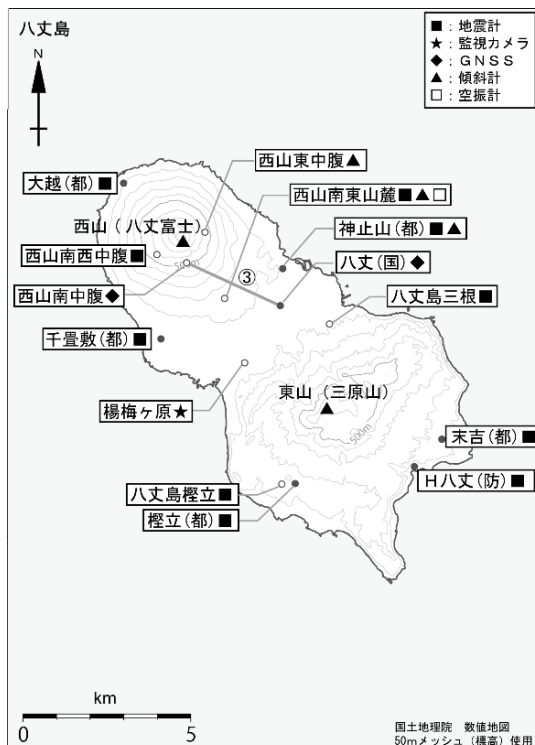 八丈島
N
■：地震計
★：監視カメラ
◆：ＧＮＳＳ
▲：傾斜計
□：空振計
西山東中腹▲
大越(都)■
西山南東山麓■▲□
西山（八丈富士）
神止山(都)■▲
西山南西中腹■
八丈(国)◆
500m
③
西山南中腹◆
八丈島三根■
千畳敷(都)■
東山（三原山）
楊梅ヶ原★
500m
末吉(都)■
Ｈ八丈(防)■
八丈島樫立■
樫立(都)■
km
0 5
国土地理院 数値地図
50mメッシュ（標高）使用